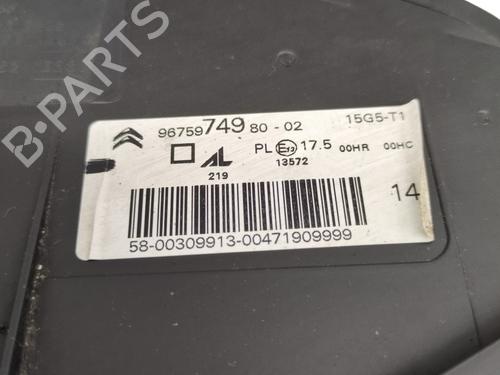 B-PARTS
9675974980-02 15G5-T1
AL PL E 17.5 00HR 00HC
219 13572
14
58-00309913-00471909999